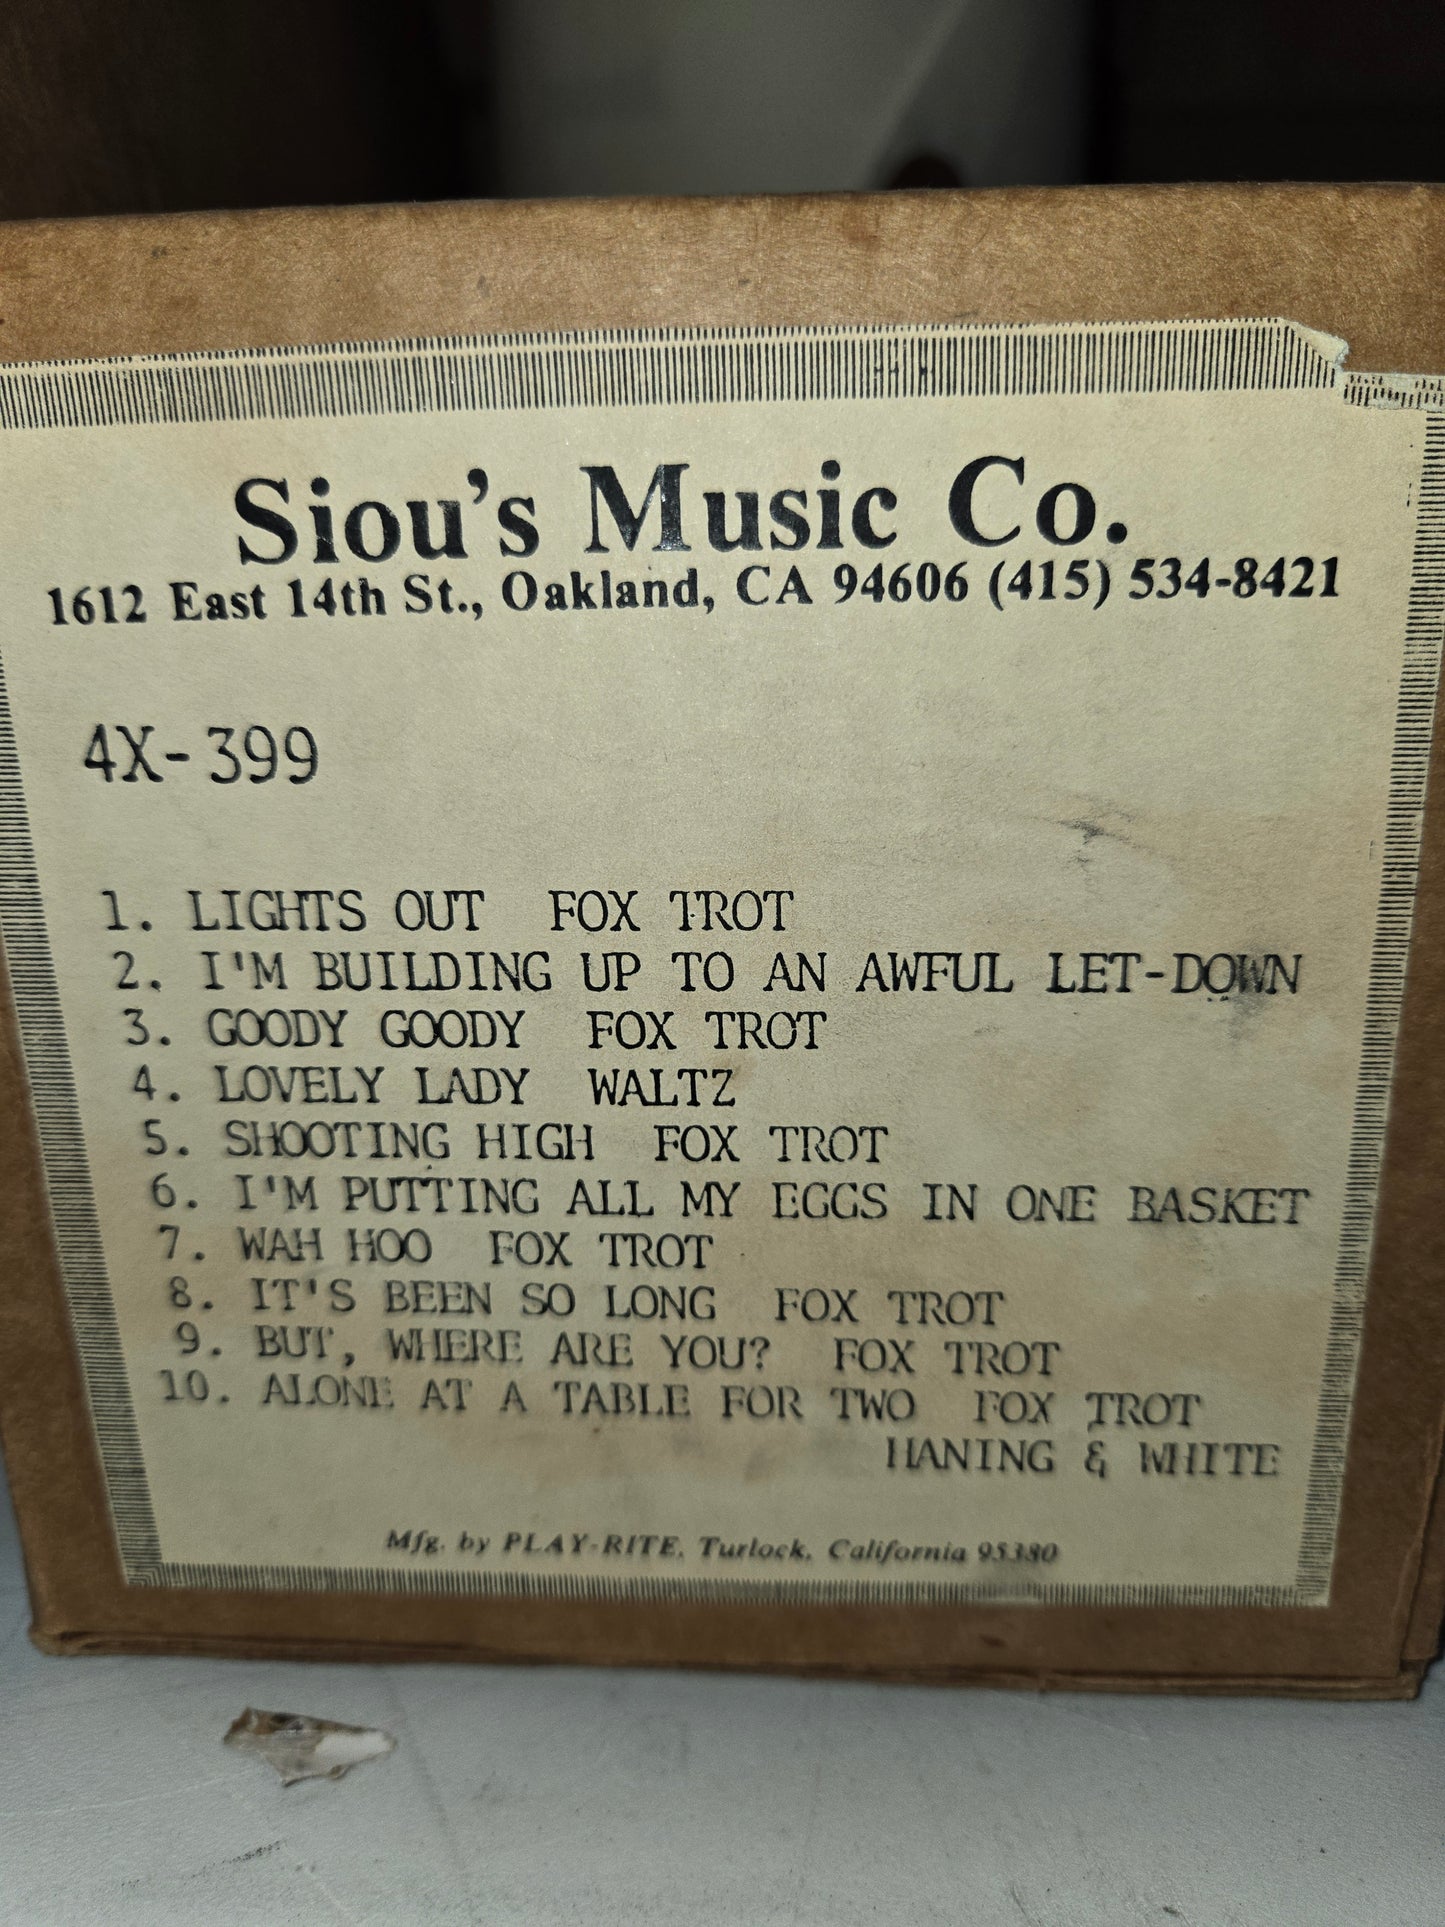 Siou's Music Co.
1612 East 14th St., Oakland, CA 94606 (415) 534-8421
4X-399
1. LIGHTS OUT FOX TROT
2. I'M BUILDING UP TO AN AWFUL LET-DOWN
3. GOODY GOODY FOX TROT
4. LOVELY LADY WALTZ
5. SHOOTING HIGH FOX TROT
6. I'M PUTTING ALL MY EGGS IN ONE BASKET
7. WAH HOO FOX TROT
8. IT'S BEEN SO LONG FOX TROT
9. BUT, WHERE ARE YOU? FOX TROT
10. ALONE AT A TABLE FOR TWO FOX TROT
HANING & WHITE
Mfg. by PLAY-RITE, Turlock, California 95380